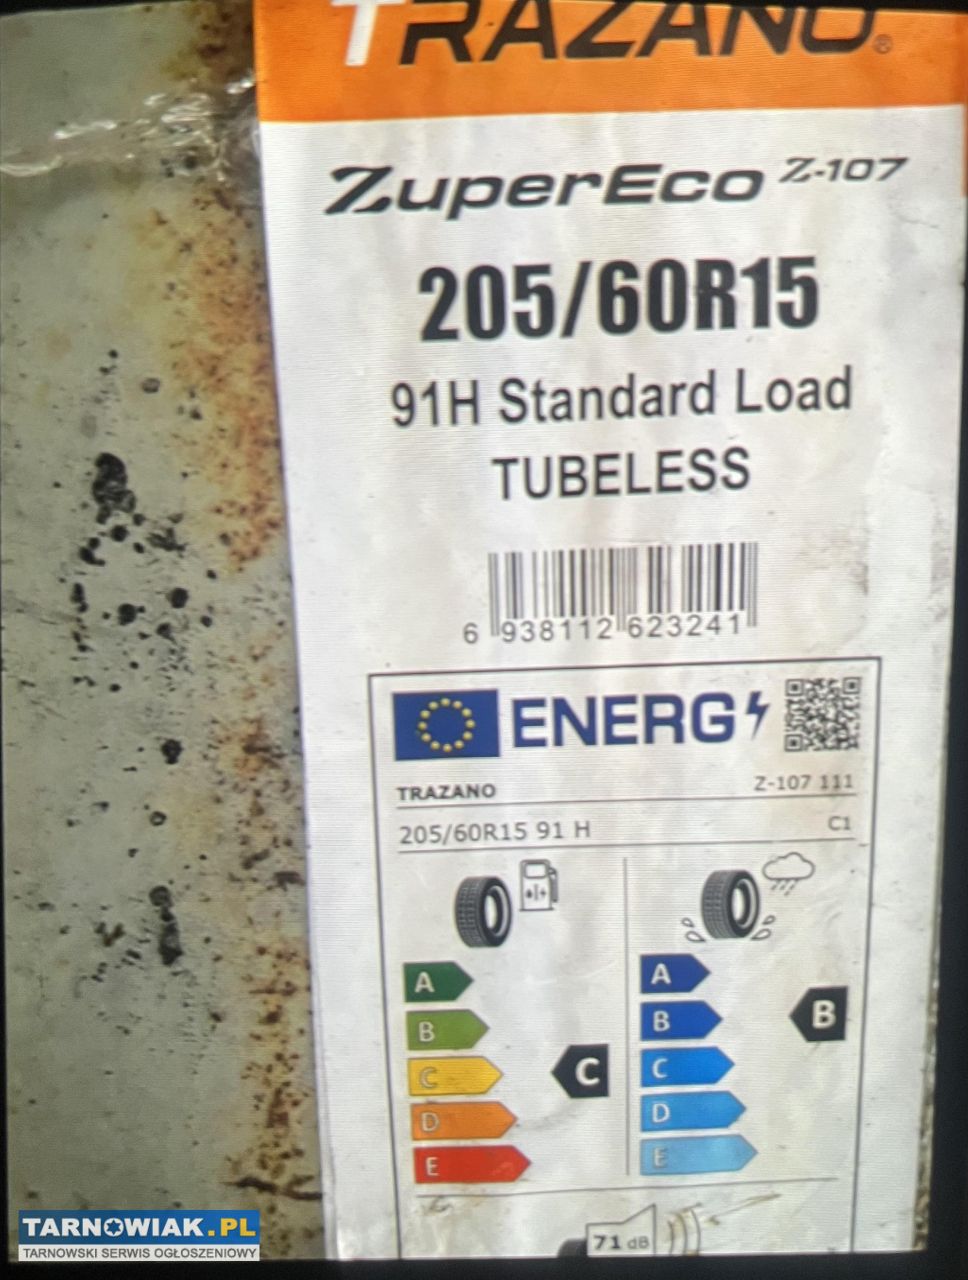 TRAZANO®
ZuperEco Z-107
205/60R15
91H Standard Load
TUBELESS
6 938112 623241
ENERG
TRAZANO Z-107 111
205/60R15 91 H C1
A
B
C
D
E
C
A
B
C
D
E
B
71 dB
TARNOWIAK.PL
TARNOWSKI SERWIS OGŁOSZENIOWY